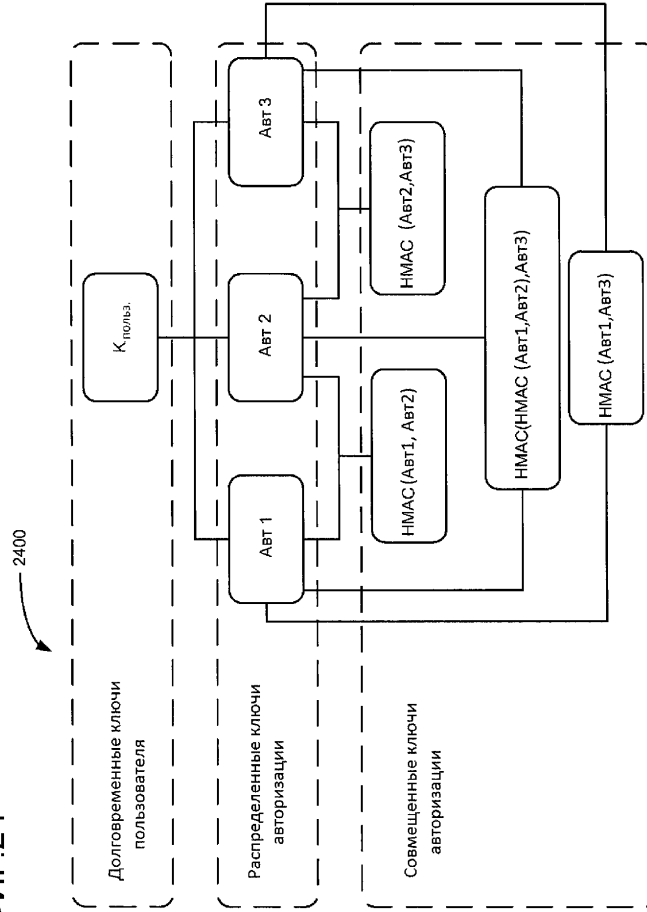 2400
Долговременные ключи
пользователя
Кпольз.
Распределенные ключи
авторизации
Авт 1
Авт 2
Авт 3
Совмещенные ключи
авторизации
HMAC (Авт1, Авт2)
HMAC (Авт2,Авт3)
HMAC(HMAC (Авт1,Авт2),Авт3)
HMAC (Авт1,Авт3)